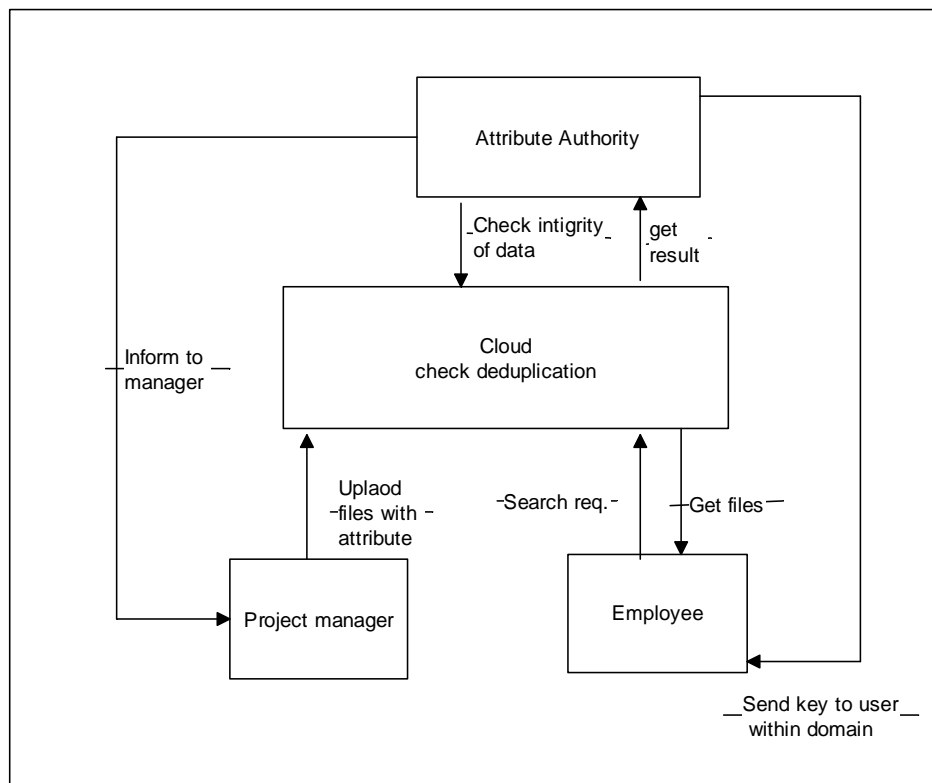 Attribute Authority
Check intigrity
of data
get
result
Cloud
check deduplication
Inform to
manager
Uplaod
files with
attribute
Search req.
Get files
Project manager
Employee
Send key to user
within domain